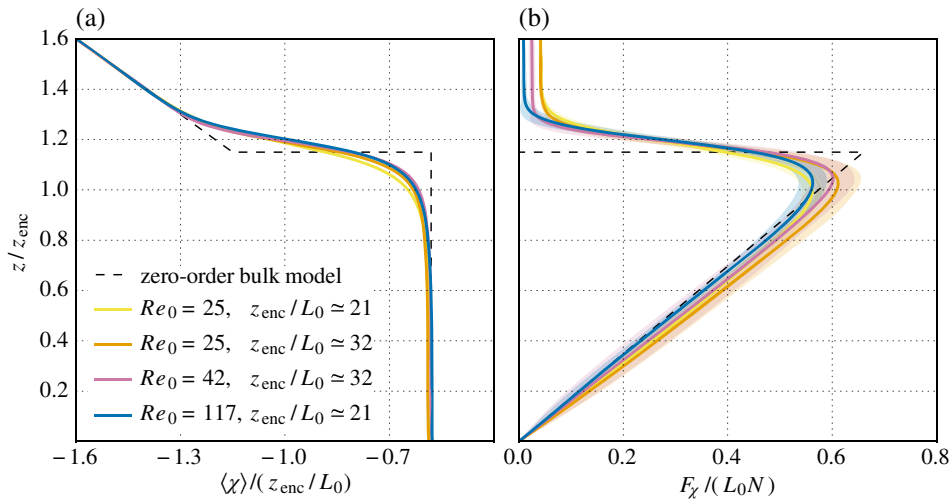 (a)
(b)
1.6
1.4
1.2
1.0
0.8
0.6
0.4
0.2
z/z_enc
zero-order bulk model
Re_0 = 25, z_enc/L_0 ≃ 21
Re_0 = 25, z_enc/L_0 ≃ 32
Re_0 = 42, z_enc/L_0 ≃ 32
Re_0 = 117, z_enc/L_0 ≃ 21
−1.6 −1.3 −1.0 −0.7
⟨χ⟩/(z_enc/L_0)
0.0 0.2 0.4 0.6 0.8
F_χ/(L_0N)